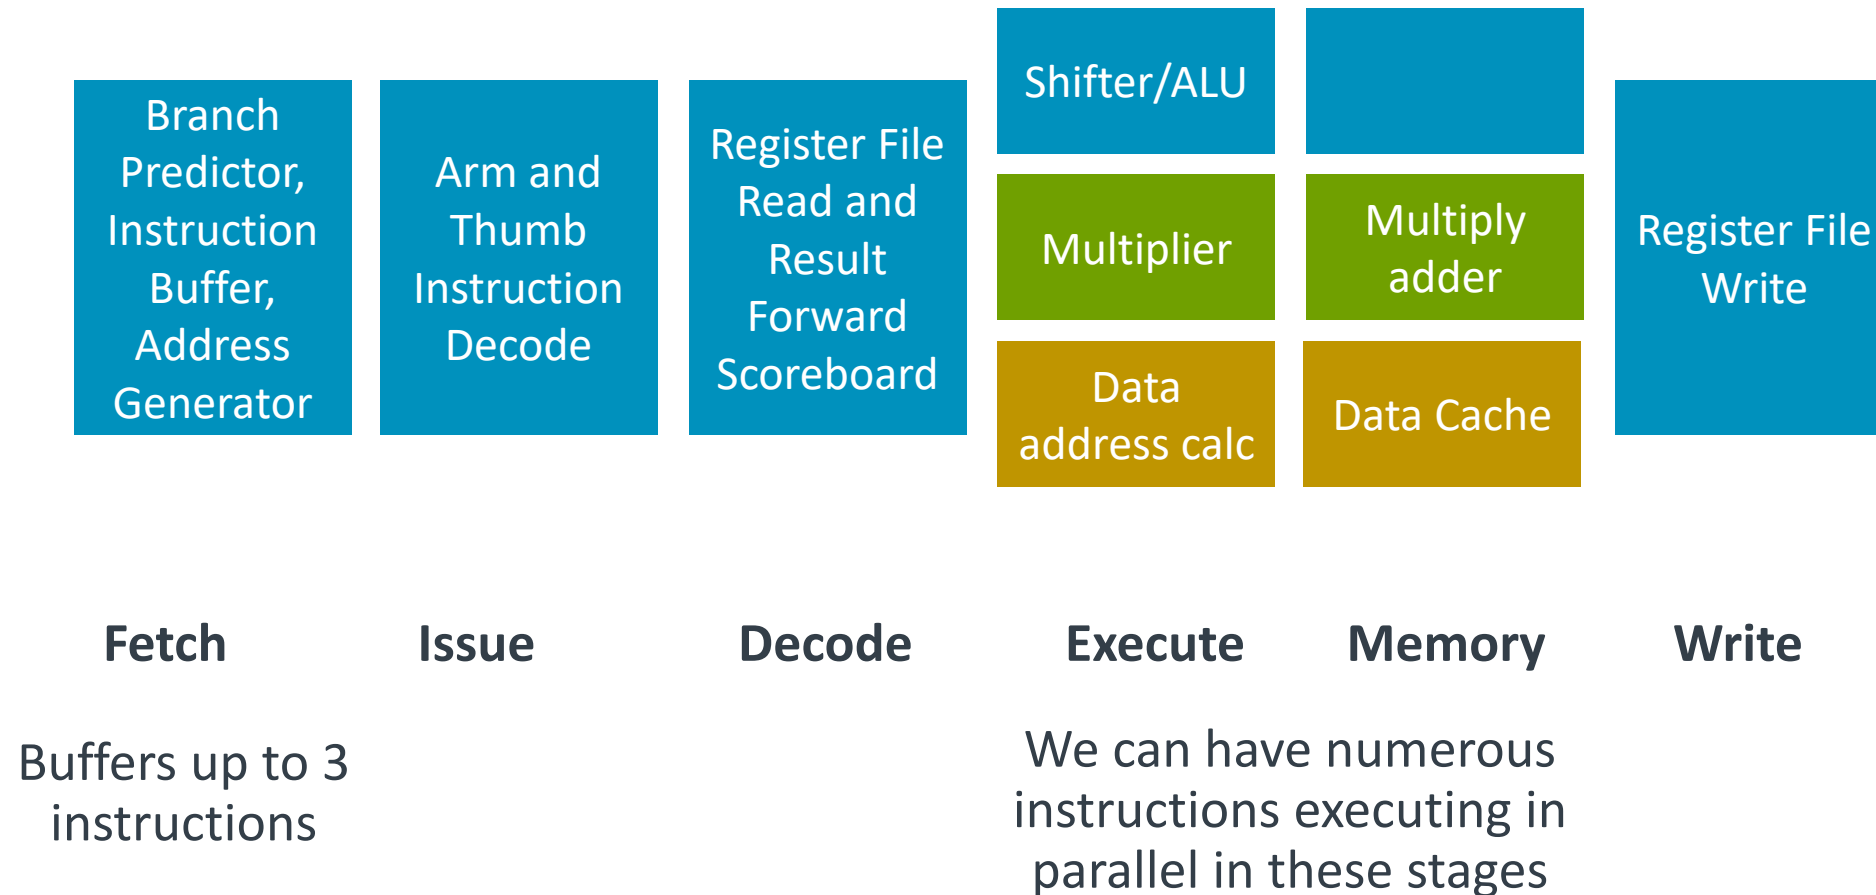 Branch
Predictor,
Instruction
Buffer,
Address
Generator
Arm and
Thumb
Instruction
Decode
Register File
Read and
Result
Forward
Scoreboard
Shifter/ALU
Multiplier
Multiply
adder
Data
address calc
Data Cache
Register File
Write
Fetch
Issue
Decode
Execute
Memory
Write
Buffers up to 3
instructions
We can have numerous
instructions executing in
parallel in these stages